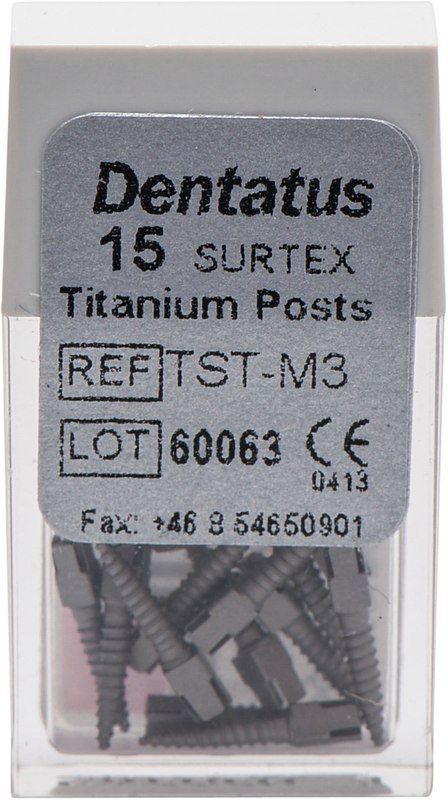 Dentatus
15 SURTEX
Titanium Posts
REF TST-M3
LOT 60063 CE
0413
Fax: +46 8 54650901